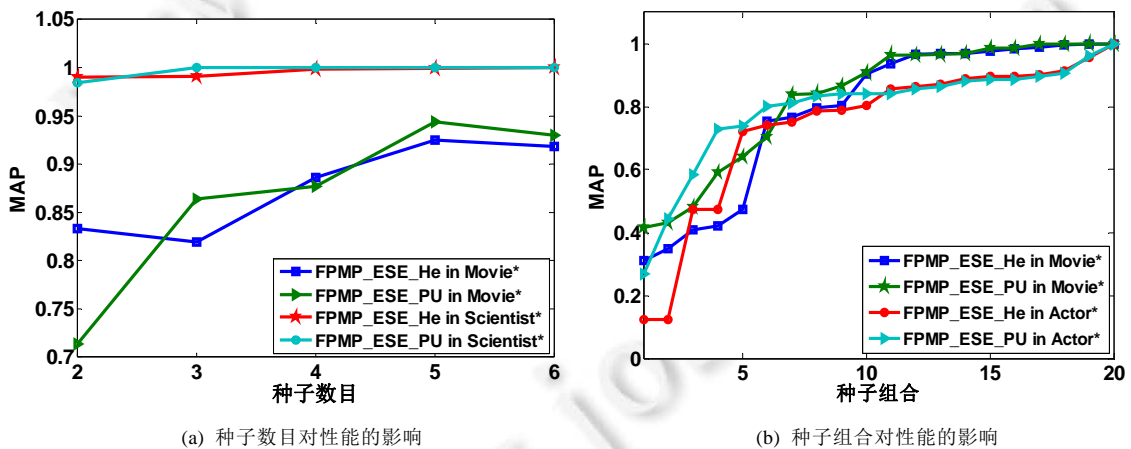 1.05
1
0.95
0.9
0.85
0.8
0.75
0.7
MAP
2
3
4
5
6
种子数目
FPMP_ESE_He in Movie*
FPMP_ESE_PU in Movie*
FPMP_ESE_He in Scientist*
FPMP_ESE_PU in Scientist*
(a) 种子数目对性能的影响
1
0.8
0.6
0.4
0.2
0
MAP
5
10
15
20
种子组合
FPMP_ESE_He in Movie*
FPMP_ESE_PU in Movie*
FPMP_ESE_He in Actor*
FPMP_ESE_PU in Actor*
(b) 种子组合对性能的影响